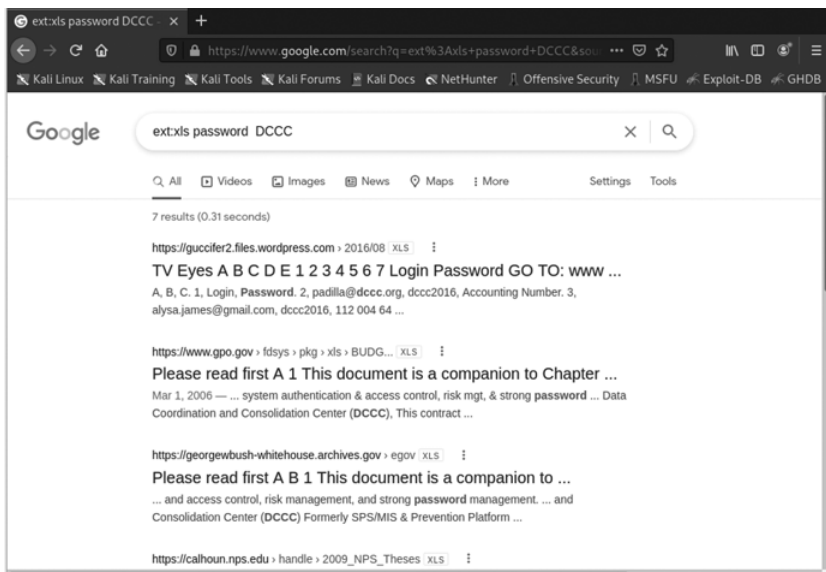 ext:xls password DCCC -
https://www.google.com/search?q=ext%3Axls+password+DCCC&sou
Kali Linux Kali Training Kali Tools Kali Forums Kali Docs NetHunter Offensive Security MSFU Exploit-DB GHDB
Google
ext:xls password DCCC
All Videos Images News Maps More Settings Tools
7 results (0.31 seconds)
https://guccifer2.files.wordpress.com › 2016/08 XLS
TV Eyes A B C D E 1 2 3 4 5 6 7 Login Password GO TO: www ...
A, B, C. 1, Login, Password. 2, padilla@dccc.org, dccc2016, Accounting Number. 3,
alysa.james@gmail.com, dccc2016, 112 004 64 ...
https://www.gpo.gov › fdsys › pkg › xls › BUDG... XLS
Please read first A 1 This document is a companion to Chapter ...
Mar 1, 2006 — ... system authentication & access control, risk mgt, & strong password ... Data
Coordination and Consolidation Center (DCCC), This contract ...
https://georgewbush-whitehouse.archives.gov › egov XLS
Please read first A B 1 This document is a companion to ...
... and access control, risk management, and strong password management. ... and
Consolidation Center (DCCC) Formerly SPS/MIS & Prevention Platform ...
https://calhoun.nps.edu › handle › 2009_NPS_Theses XLS